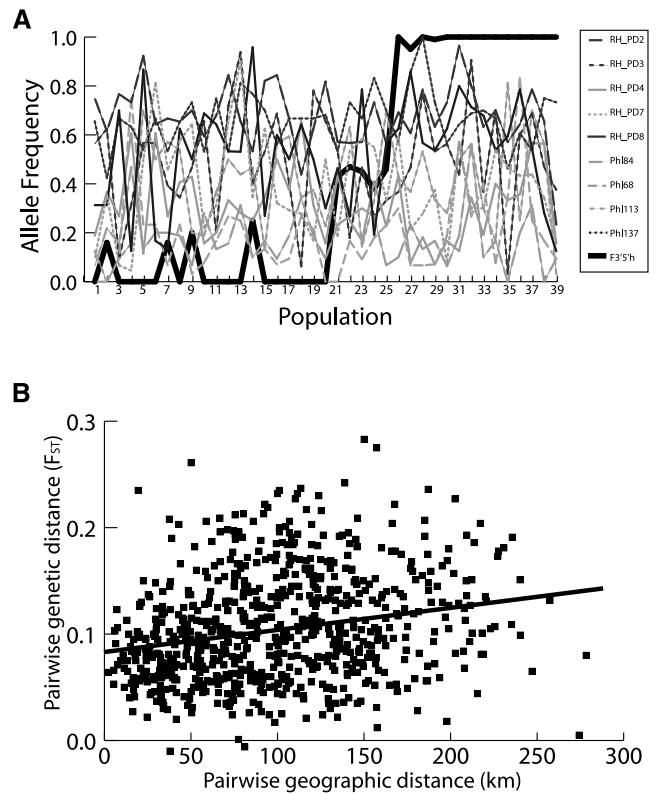 A
1.0
0.8
0.6
0.4
0.2
0.0
Allele Frequency
1 3 5 7 9 11 13 15 17 19 21 23 25 27 29 31 33 35 37 39
Population
RH_PD2
RH_PD3
RH_PD4
RH_PD7
RH_PD8
Phl84
Phl68
Phl113
Phl137
F3'5'h
B
0.3
0.2
0.1
0.0
Pairwise genetic distance (FST)
0 50 100 150 200 250 300
Pairwise geographic distance (km)